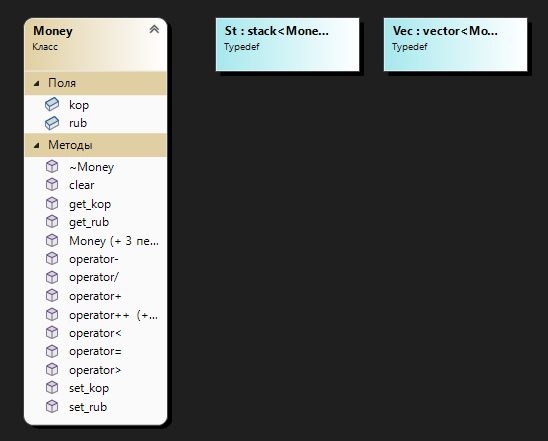 Money
Класс
Поля
kop
rub
Методы
~Money
clear
get_kop
get_rub
Money (+ 3 пе...
operator-
operator/
operator+
operator++ (+...
operator<
operator=
operator>
set_kop
set_rub
St : stack<Mone...
Typedef
Vec : vector<Mo...
Typedef